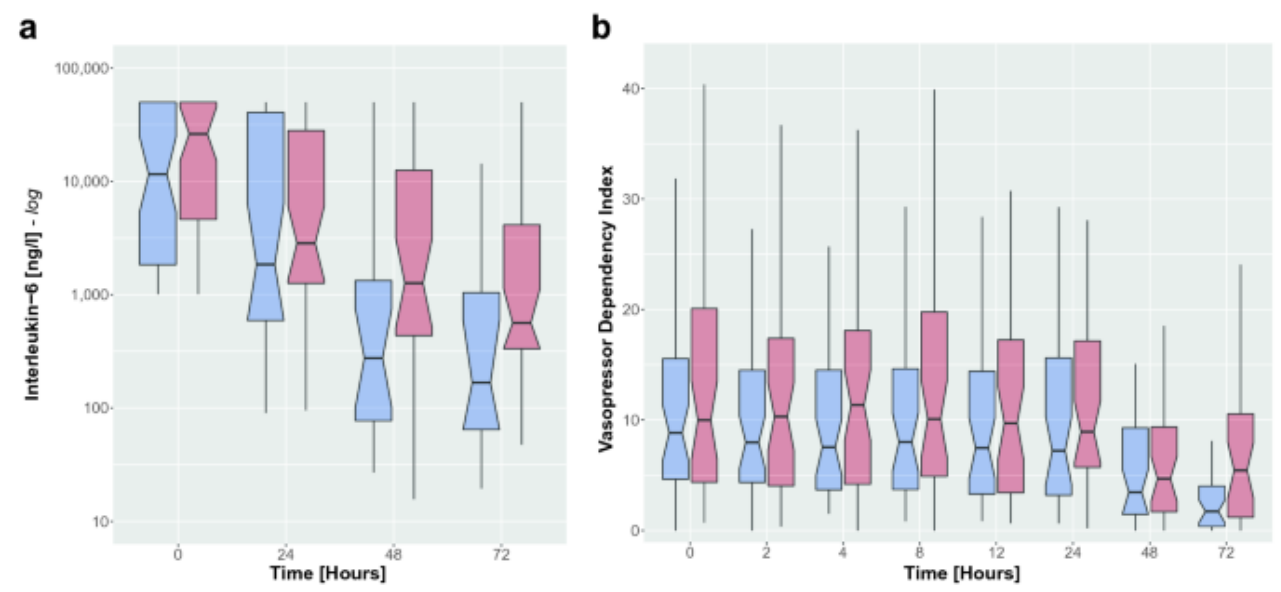 a
Interleukin−6 [ng/l] - log
100,000
10,000
1,000
100
10
0 24 48 72
Time [Hours]
b
Vasopressor Dependency Index
40
30
20
10
0
0 2 4 8 12 24 48 72
Time [Hours]